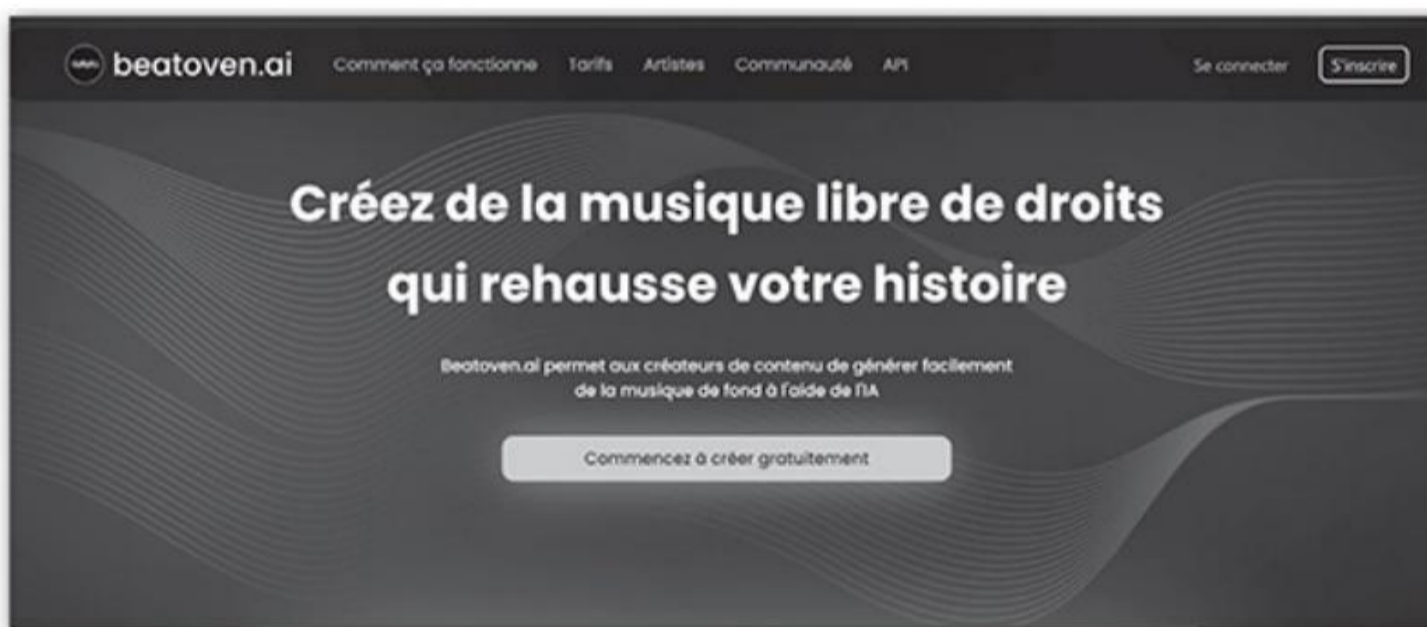 beatoven.ai Comment ça fonctionne Tarifs Artistes Communauté API Se connecter S'inscrire
Créez de la musique libre de droits
qui rehausse votre histoire
Beatoven.ai permet aux créateurs de contenu de générer facilement
de la musique de fond à l'aide de l'IA
Commencez à créer gratuitement